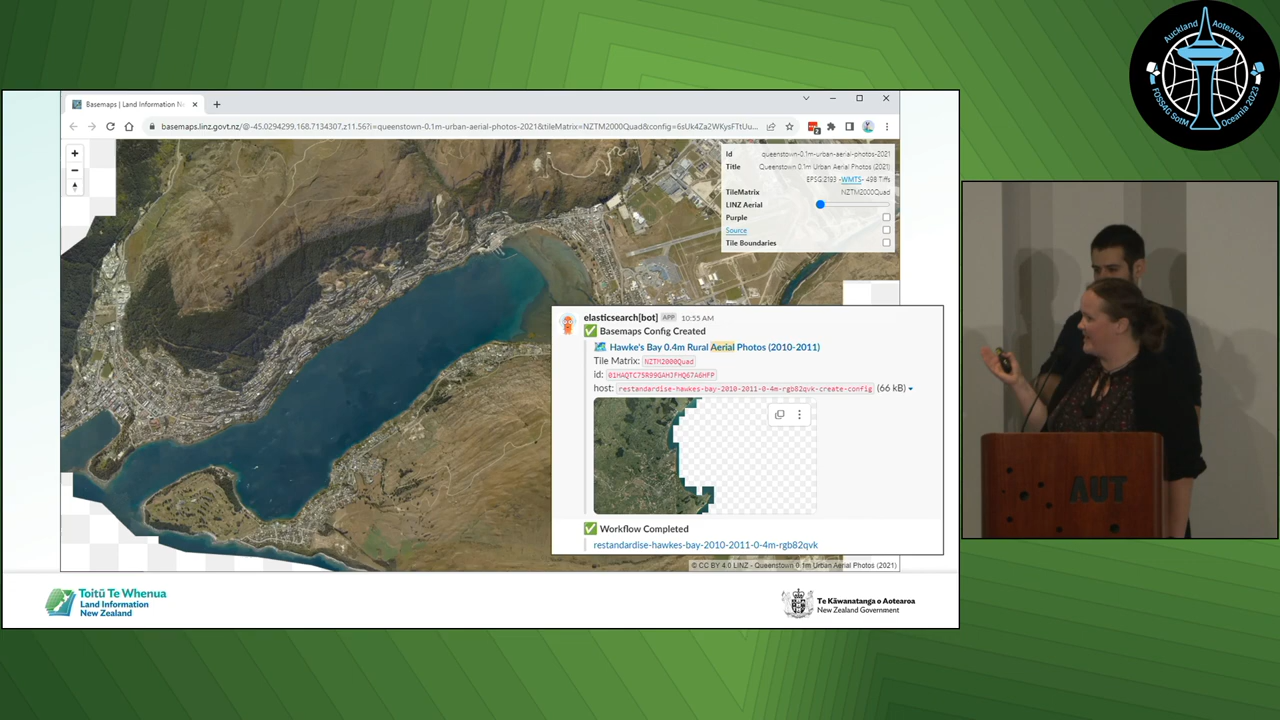 Auckland Aotearoa
FOSS4G SotM Oceania 2023
Basemaps | Land Information N
basemaps.linz.govt.nz/@-45.0294299,168.7134307,z11.56?i=queenstown-0.1m-urban-aerial-photos-2021&tileMatrix=NZTM2000Quad&config=6sUk4Za2WKysFTtUu...
Id queenstown-0.1m-urban-aerial-photos-2021
Title Queenstown 0.1m Urban Aerial Photos (2021)
EPSG:2193 -WMTS- 498 Tiffs
TileMatrix NZTM2000Quad
LINZ Aerial
Purple
Source
Tile Boundaries
elasticsearch[bot] APP 10:55 AM
Basemaps Config Created
Hawke's Bay 0.4m Rural Aerial Photos (2010-2011)
Tile Matrix: NZTM2000Quad
id: 01HAQTC7SR99GAHJFHQ67A6HFP
host: restandardise-hawkes-bay-2010-2011-0-4m-rgb82qvk-create-config (66 kB)
Workflow Completed
restandardise-hawkes-bay-2010-2011-0-4m-rgb82qvk
© CC BY 4.0 LINZ - Queenstown 0.1m Urban Aerial Photos (2021)
Toitū Te Whenua
Land Information
New Zealand
Te Kāwanatanga o Aotearoa
New Zealand Government
AUT